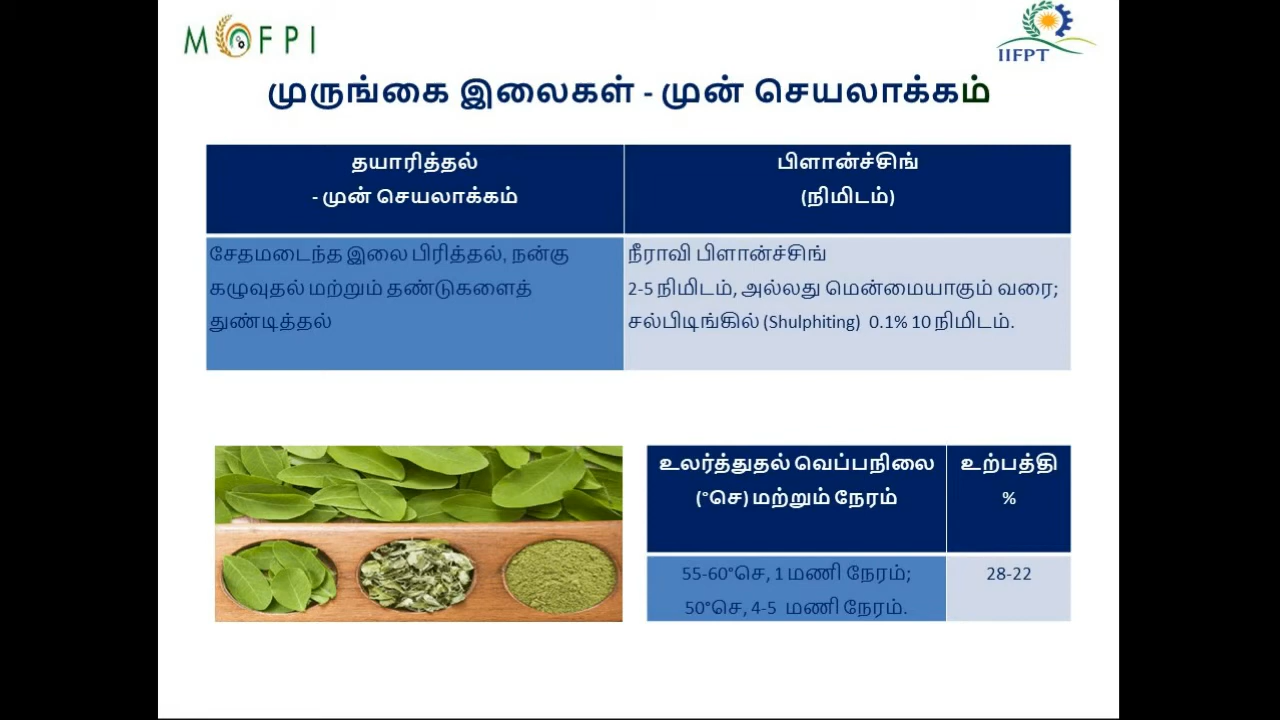 MOFPI
IIFPT
முருங்கை இலைகள் - முன் செயலாக்கம்
தயாரித்தல்
- முன் செயலாக்கம்
பிளான்ச்சிங்
(நிமிடம்)
சேதமடைந்த இலை பிரித்தல், நன்கு
கழுவுதல் மற்றும் தண்டுகளைத்
துண்டித்தல்
நீராவி பிளான்ச்சிங்
2-5 நிமிடம், அல்லது மென்மையாகும் வரை;
சல்பிடிங்கில் (Shulphiting) 0.1% 10 நிமிடம்.
உலர்த்துதல் வெப்பநிலை
(°செ) மற்றும் நேரம்
உற்பத்தி
%
55-60°செ, 1 மணி நேரம்;
50°செ, 4-5 மணி நேரம்.
28-22